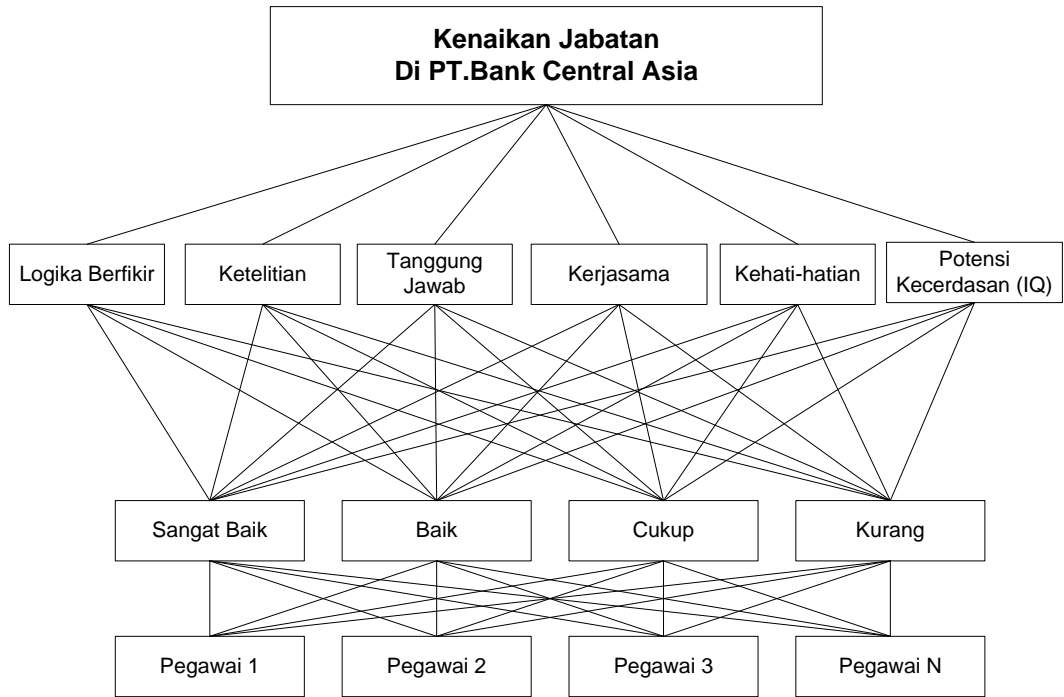 Kenaikan Jabatan
Di PT.Bank Central Asia
Logika Berfikir
Ketelitian
Tanggung
Jawab
Kerjasama
Kehati-hatian
Potensi
Kecerdasan (IQ)
Sangat Baik
Baik
Cukup
Kurang
Pegawai 1
Pegawai 2
Pegawai 3
Pegawai N